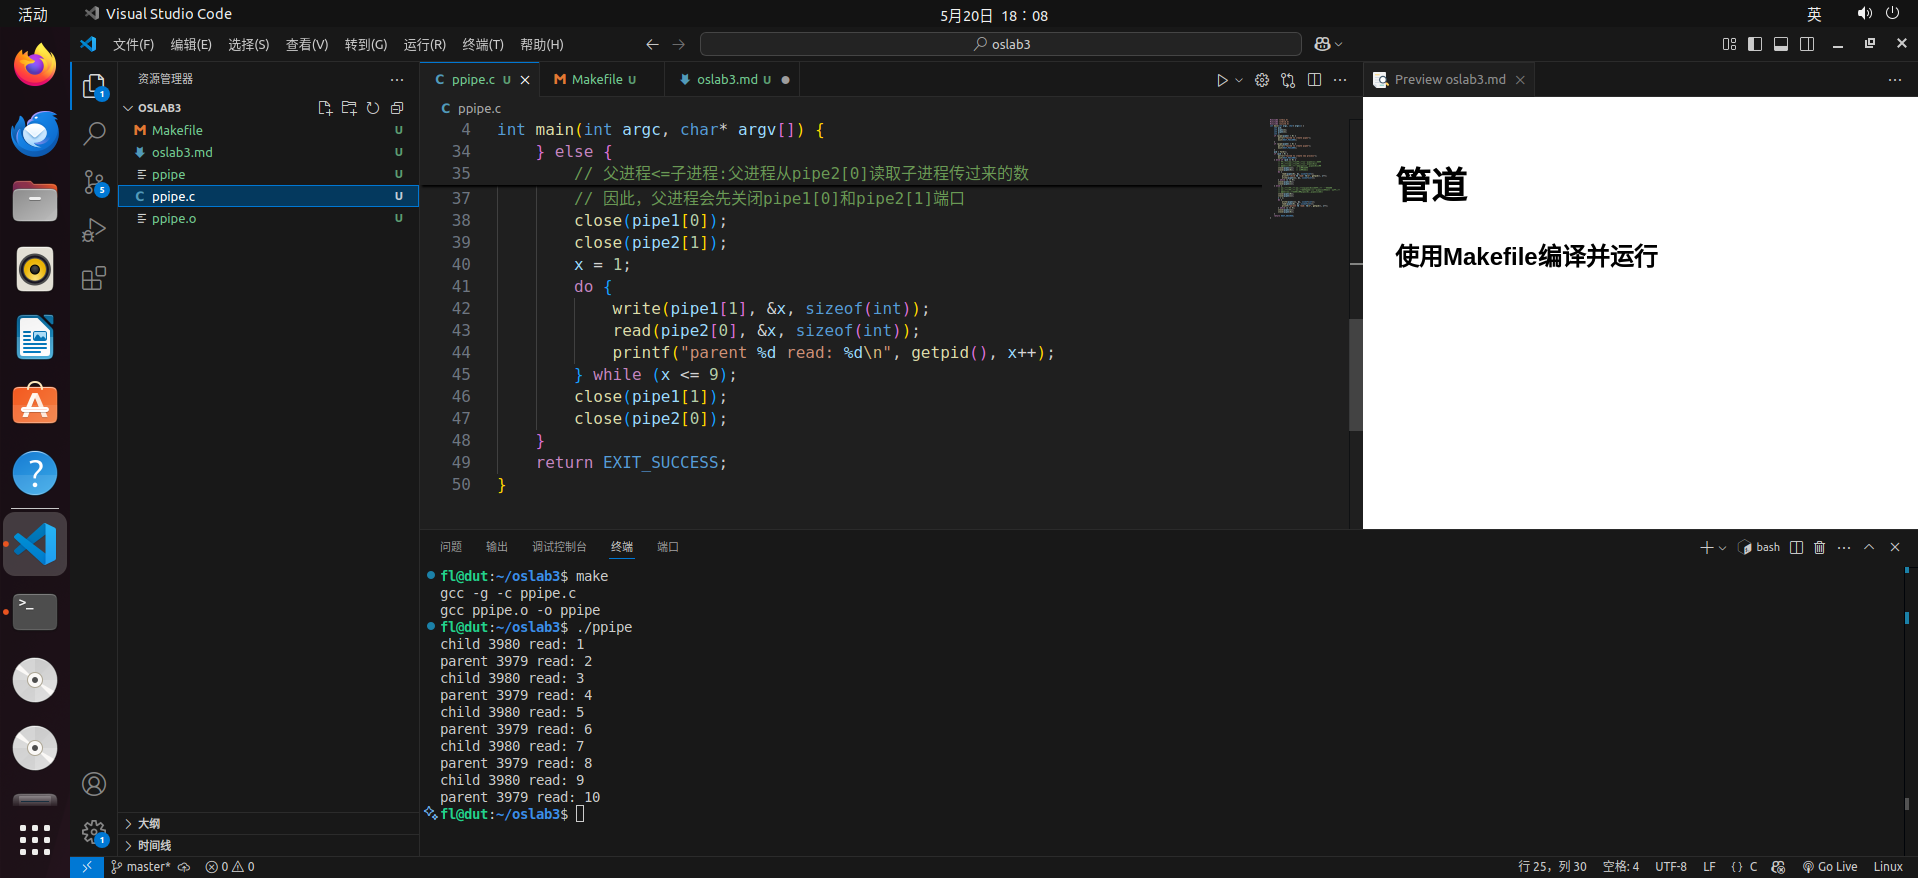 活动
Visual Studio Code
5月20日 18：08
英
文件(F) 编辑(E) 选择(S) 查看(V) 转到(G) 运行(R) 终端(T) 帮助(H)
oslab3
资源管理器
OSLAB3
Makefile U
oslab3.md U
ppipe U
ppipe.c U
ppipe.o U
大纲
时间线
1
5
1
ppipe.c U
Makefile U
oslab3.md U
Preview oslab3.md
ppipe.c
4 int main(int argc, char* argv[]) {
34 } else {
35 // 父进程<=子进程:父进程从pipe2[0]读取子进程传过来的数
37 // 因此，父进程会先关闭pipe1[0]和pipe2[1]端口
38 close(pipe1[0]);
39 close(pipe2[1]);
40 x = 1;
41 do {
42 write(pipe1[1], &x, sizeof(int));
43 read(pipe2[0], &x, sizeof(int));
44 printf("parent %d read: %d\n", getpid(), x++);
45 } while (x <= 9);
46 close(pipe1[1]);
47 close(pipe2[0]);
48 }
49 return EXIT_SUCCESS;
50 }
管道
使用Makefile编译并运行
问题 输出 调试控制台 终端 端口
bash
fl@dut:~/oslab3$ make
gcc -g -c ppipe.c
gcc ppipe.o -o ppipe
fl@dut:~/oslab3$ ./ppipe
child 3980 read: 1
parent 3979 read: 2
child 3980 read: 3
parent 3979 read: 4
child 3980 read: 5
parent 3979 read: 6
child 3980 read: 7
parent 3979 read: 8
child 3980 read: 9
parent 3979 read: 10
fl@dut:~/oslab3$
master* 0 0
行 25，列 30 空格: 4 UTF-8 LF {} C Go Live Linux